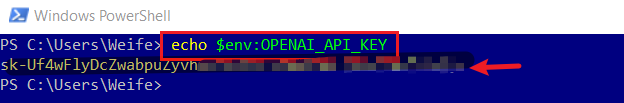 Windows PowerShell
PS C:\Users\Weife> echo $env:OPENAI_API_KEY
sk-Uf4wFlyDcZwabpuZyvh
PS C:\Users\Weife>